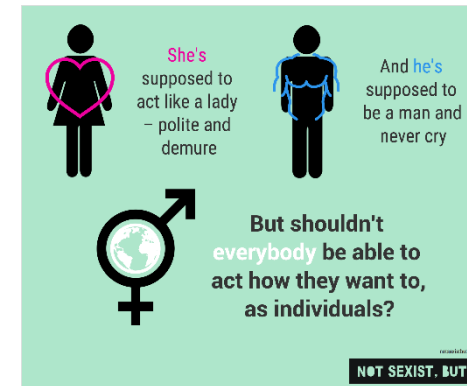 She's
supposed to
act like a lady
– polite and
demure
And he's
supposed to
be a man and
never cry
But shouldn't
everybody be able to
act how they want to,
as individuals?
NOT SEXIST, BUT